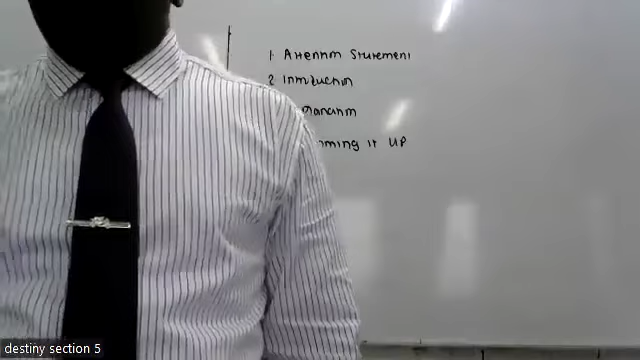 1. Attention Statement
2 Introduction
mming it UP
destiny section 5